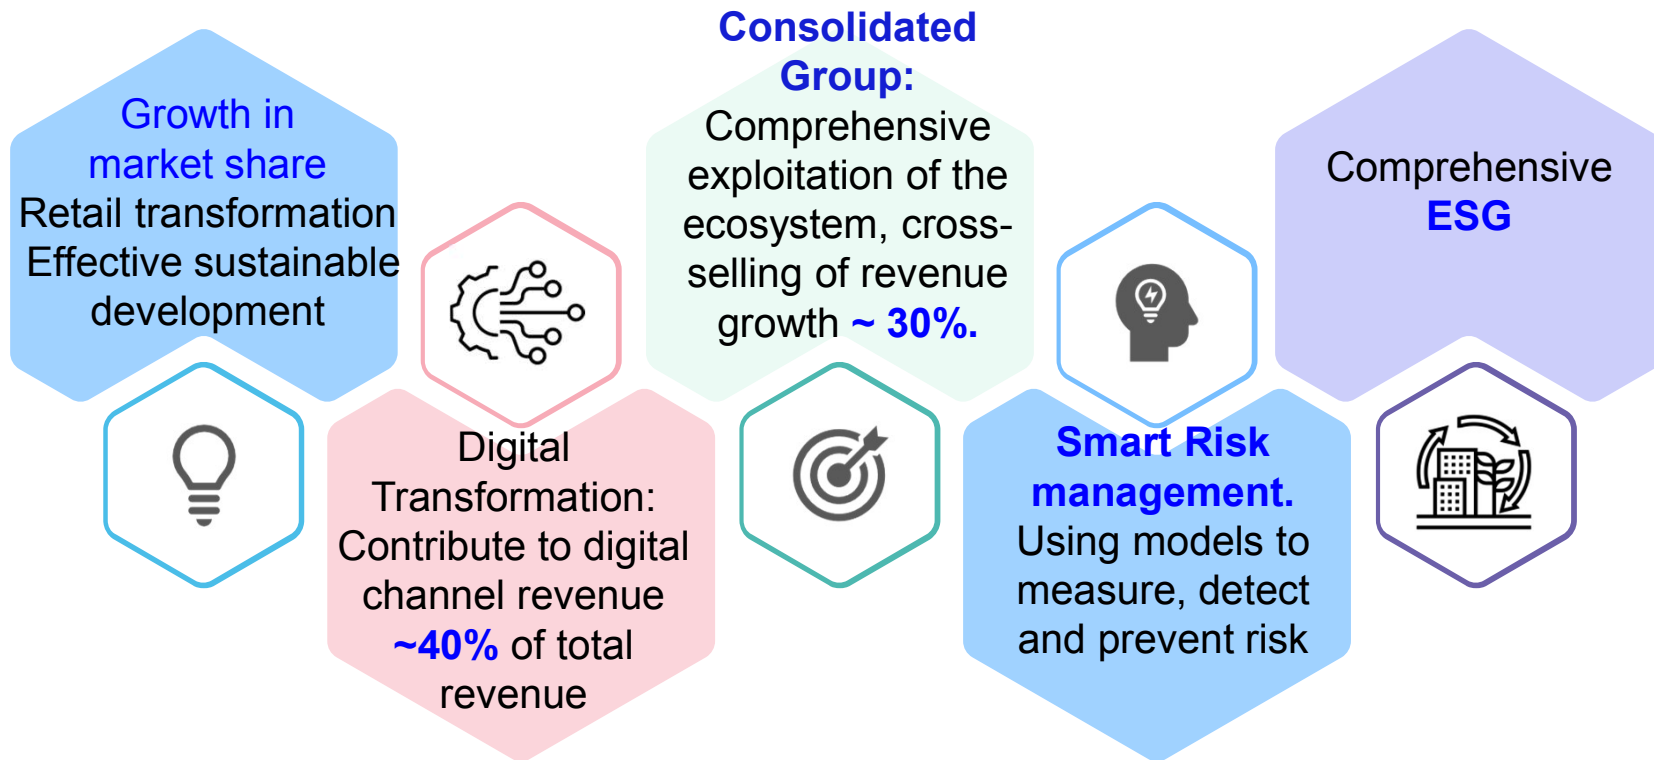 Growth in
market share
Retail transformation
Effective sustainable
development
Digital
Transformation:
Contribute to digital
channel revenue
~40% of total
revenue
Consolidated
Group:
Comprehensive
exploitation of the
ecosystem, cross-
selling of revenue
growth ~ 30%.
Smart Risk
management.
Using models to
measure, detect
and prevent risk
Comprehensive
ESG